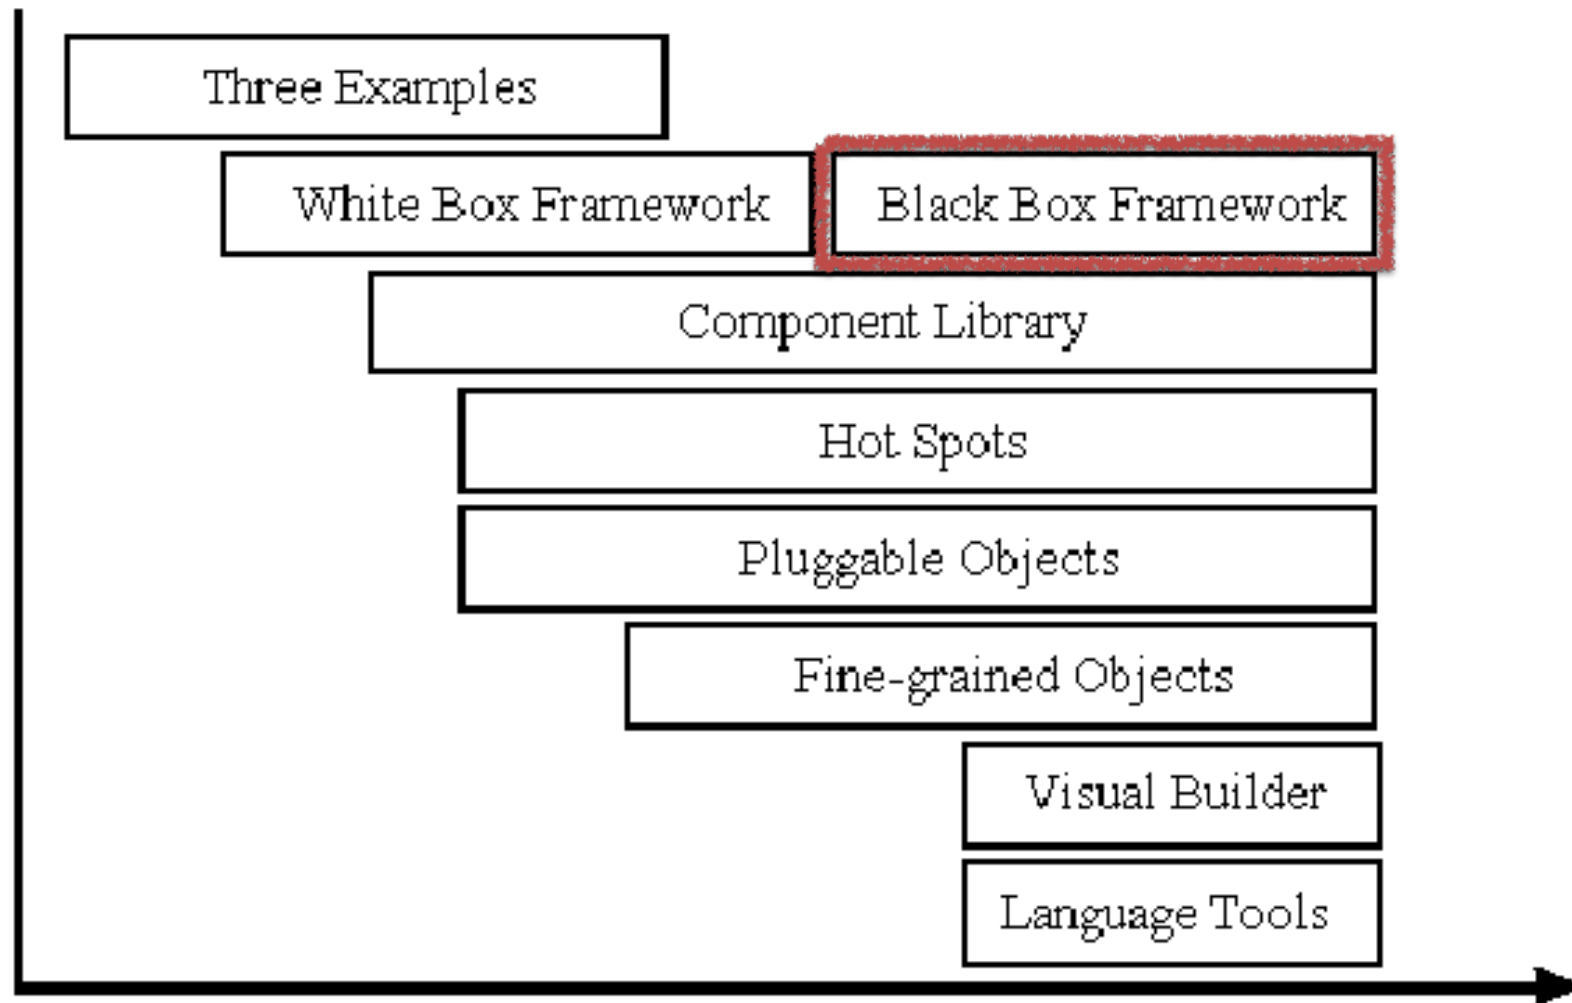 Three Examples
White Box Framework
Black Box Framework
Component Library
Hot Spots
Pluggable Objects
Fine-grained Objects
Visual Builder
Language Tools